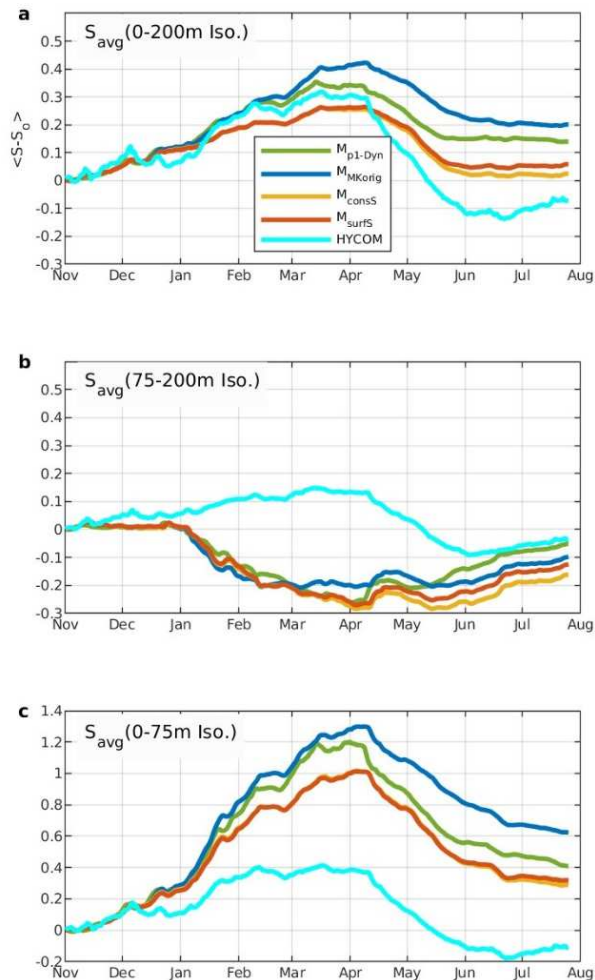 a
S_avg(0-200m Iso.)
<S-S_o>
0.5
0.4
0.3
0.2
0.1
0
-0.1
-0.2
-0.3
M_p1-Dyn
M_MKorig
M_consS
M_surfS
HYCOM
Nov Dec Jan Feb Mar Apr May Jun Jul Aug
b
S_avg(75-200m Iso.)
0.5
0.4
0.3
0.2
0.1
0
-0.1
-0.2
-0.3
Nov Dec Jan Feb Mar Apr May Jun Jul Aug
c
S_avg(0-75m Iso.)
1.4
1.2
1
0.8
0.6
0.4
0.2
0
-0.2
Nov Dec Jan Feb Mar Apr May Jun Jul Aug